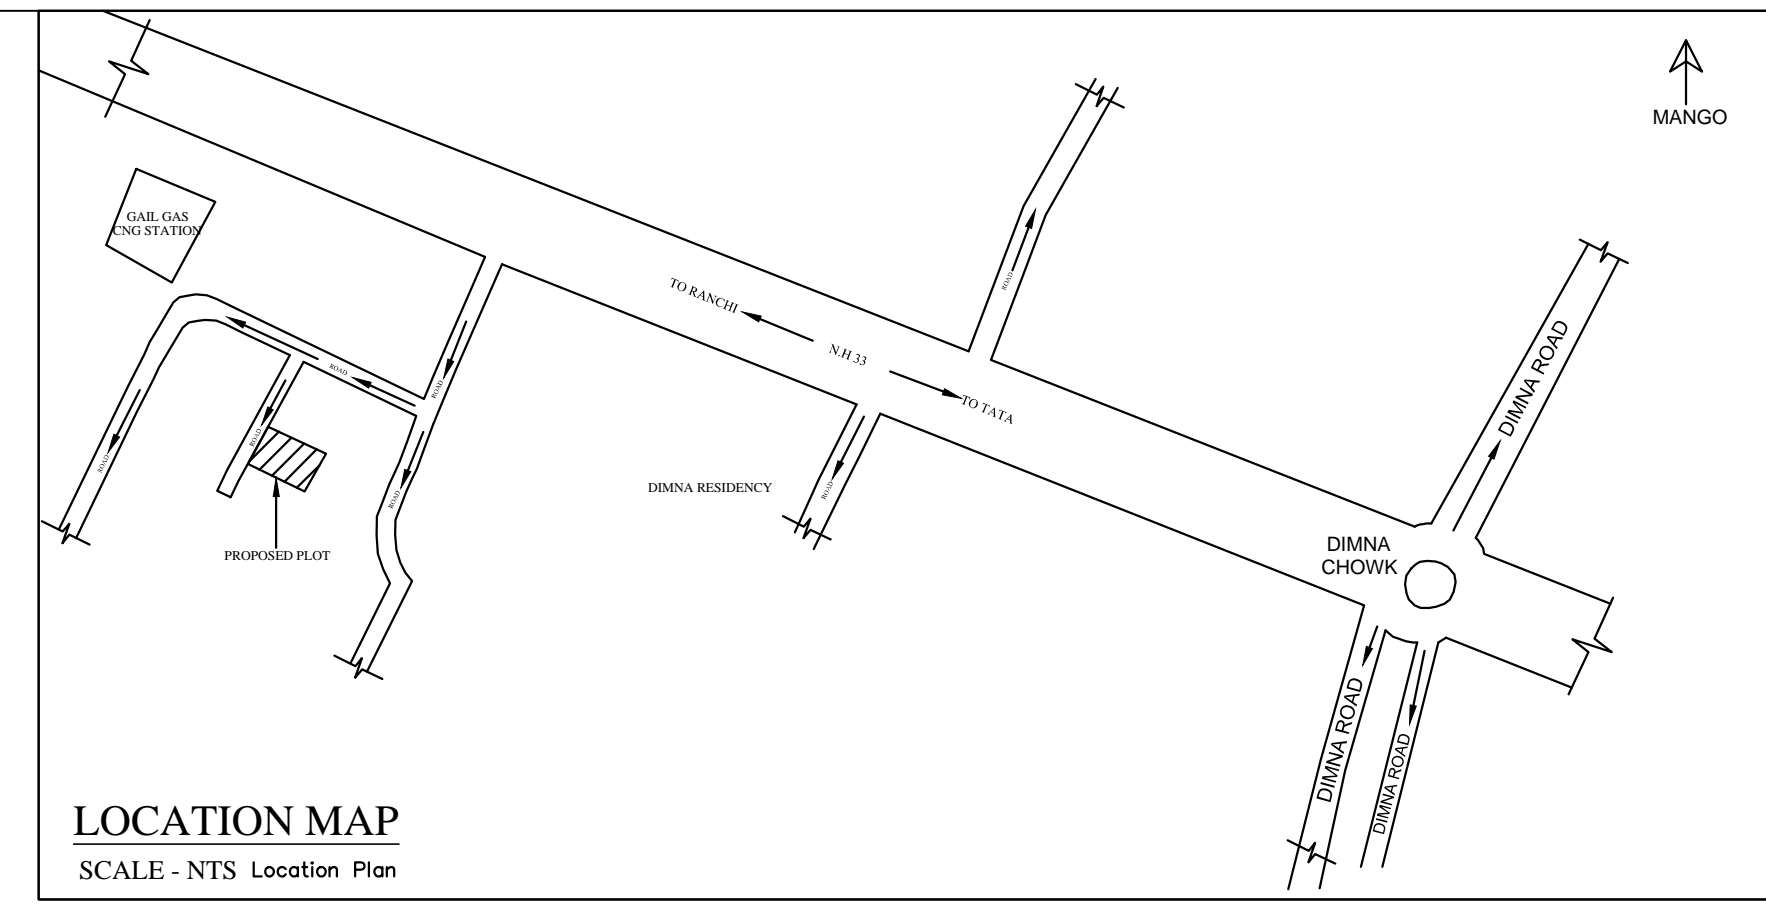 MANGO
GAIL GAS
CNG STATION
TO RANCHI
N.H 33
TO TATA
ROAD
ROAD
ROAD
ROAD
ROAD
ROAD
ROAD
DIMNA RESIDENCY
PROPOSED PLOT
DIMNA ROAD
DIMNA
CHOWK
DIMNA ROAD
DIMNA ROAD
LOCATION MAP
SCALE - NTS Location Plan